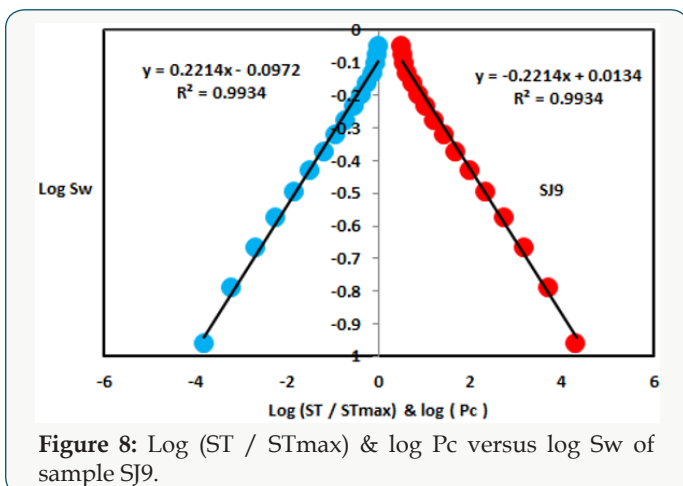 0
y = 0.2214x - 0.0972
R² = 0.9934
y = -0.2214x + 0.0134
R² = 0.9934
-0.1
-0.2
-0.3
-0.4
Log Sw
SJ9
-0.5
-0.6
-0.7
-0.8
-0.9
-1
-6 -4 -2 0 2 4 6
Log (ST / STmax) & log ( Pc )
Figure 8: Log (ST / STmax) & log Pc versus log Sw of
sample SJ9.